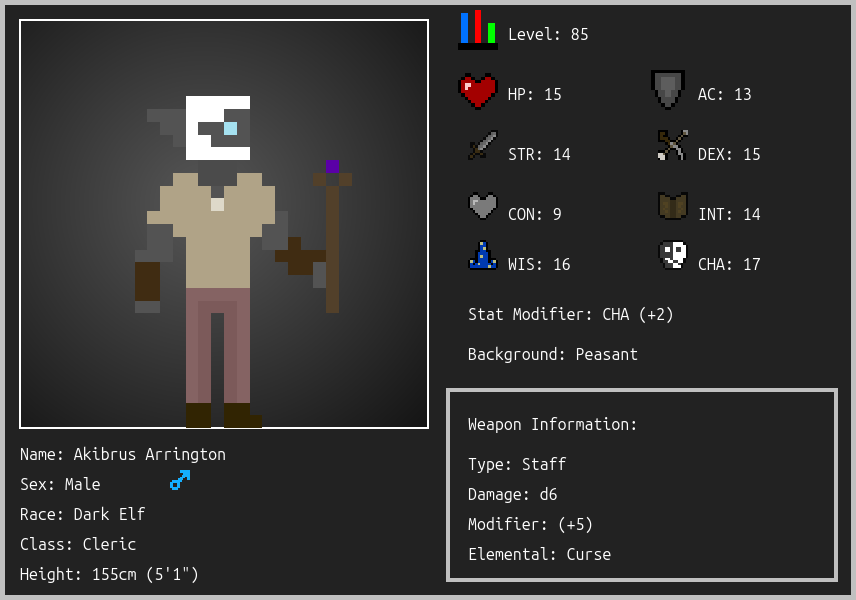 Level: 85
HP: 15
AC: 13
STR: 14
DEX: 15
CON: 9
INT: 14
WIS: 16
CHA: 17
Stat Modifier: CHA (+2)
Background: Peasant
Weapon Information:
Type: Staff
Damage: d6
Modifier: (+5)
Elemental: Curse
Name: Akibrus Arrington
Sex: Male
Race: Dark Elf
Class: Cleric
Height: 155cm (5'1")